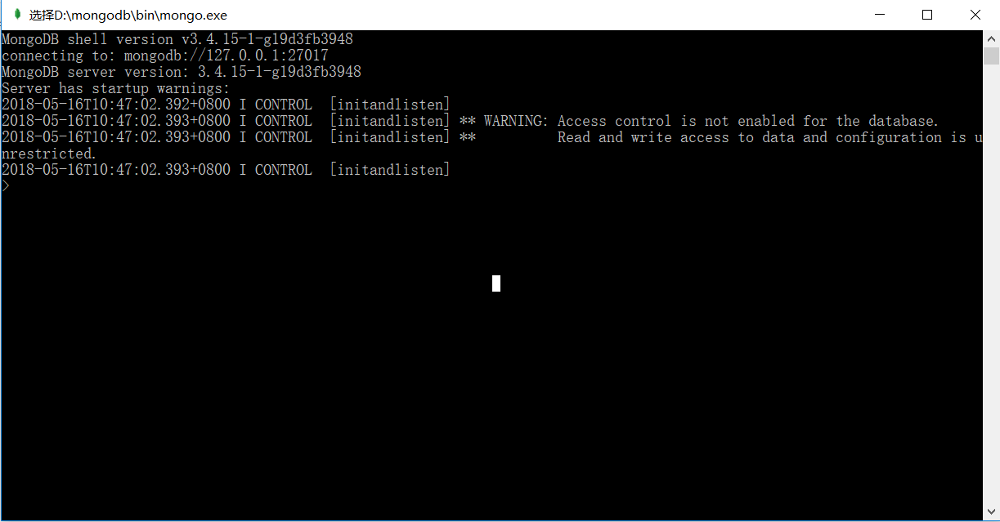 选择D:\mongodb\bin\mongo.exe
MongoDB shell version v3.4.15-1-g19d3fb3948
connecting to: mongodb://127.0.0.1:27017
MongoDB server version: 3.4.15-1-g19d3fb3948
Server has startup warnings:
2018-05-16T10:47:02.392+0800 I CONTROL  [initandlisten]
2018-05-16T10:47:02.393+0800 I CONTROL  [initandlisten] ** WARNING: Access control is not enabled for the database.
2018-05-16T10:47:02.393+0800 I CONTROL  [initandlisten] **          Read and write access to data and configuration is u
nrestricted.
2018-05-16T10:47:02.393+0800 I CONTROL  [initandlisten]
>